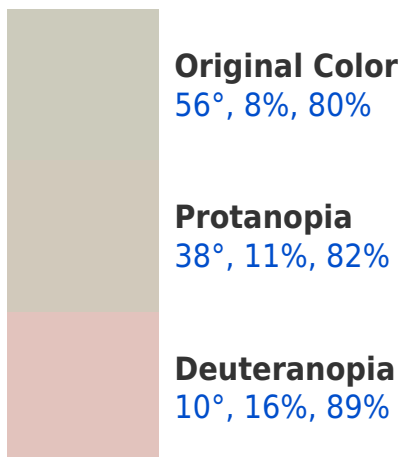 Original Color
56°, 8%, 80%
Protanopia
38°, 11%, 82%
Deuteranopia
10°, 16%, 89%